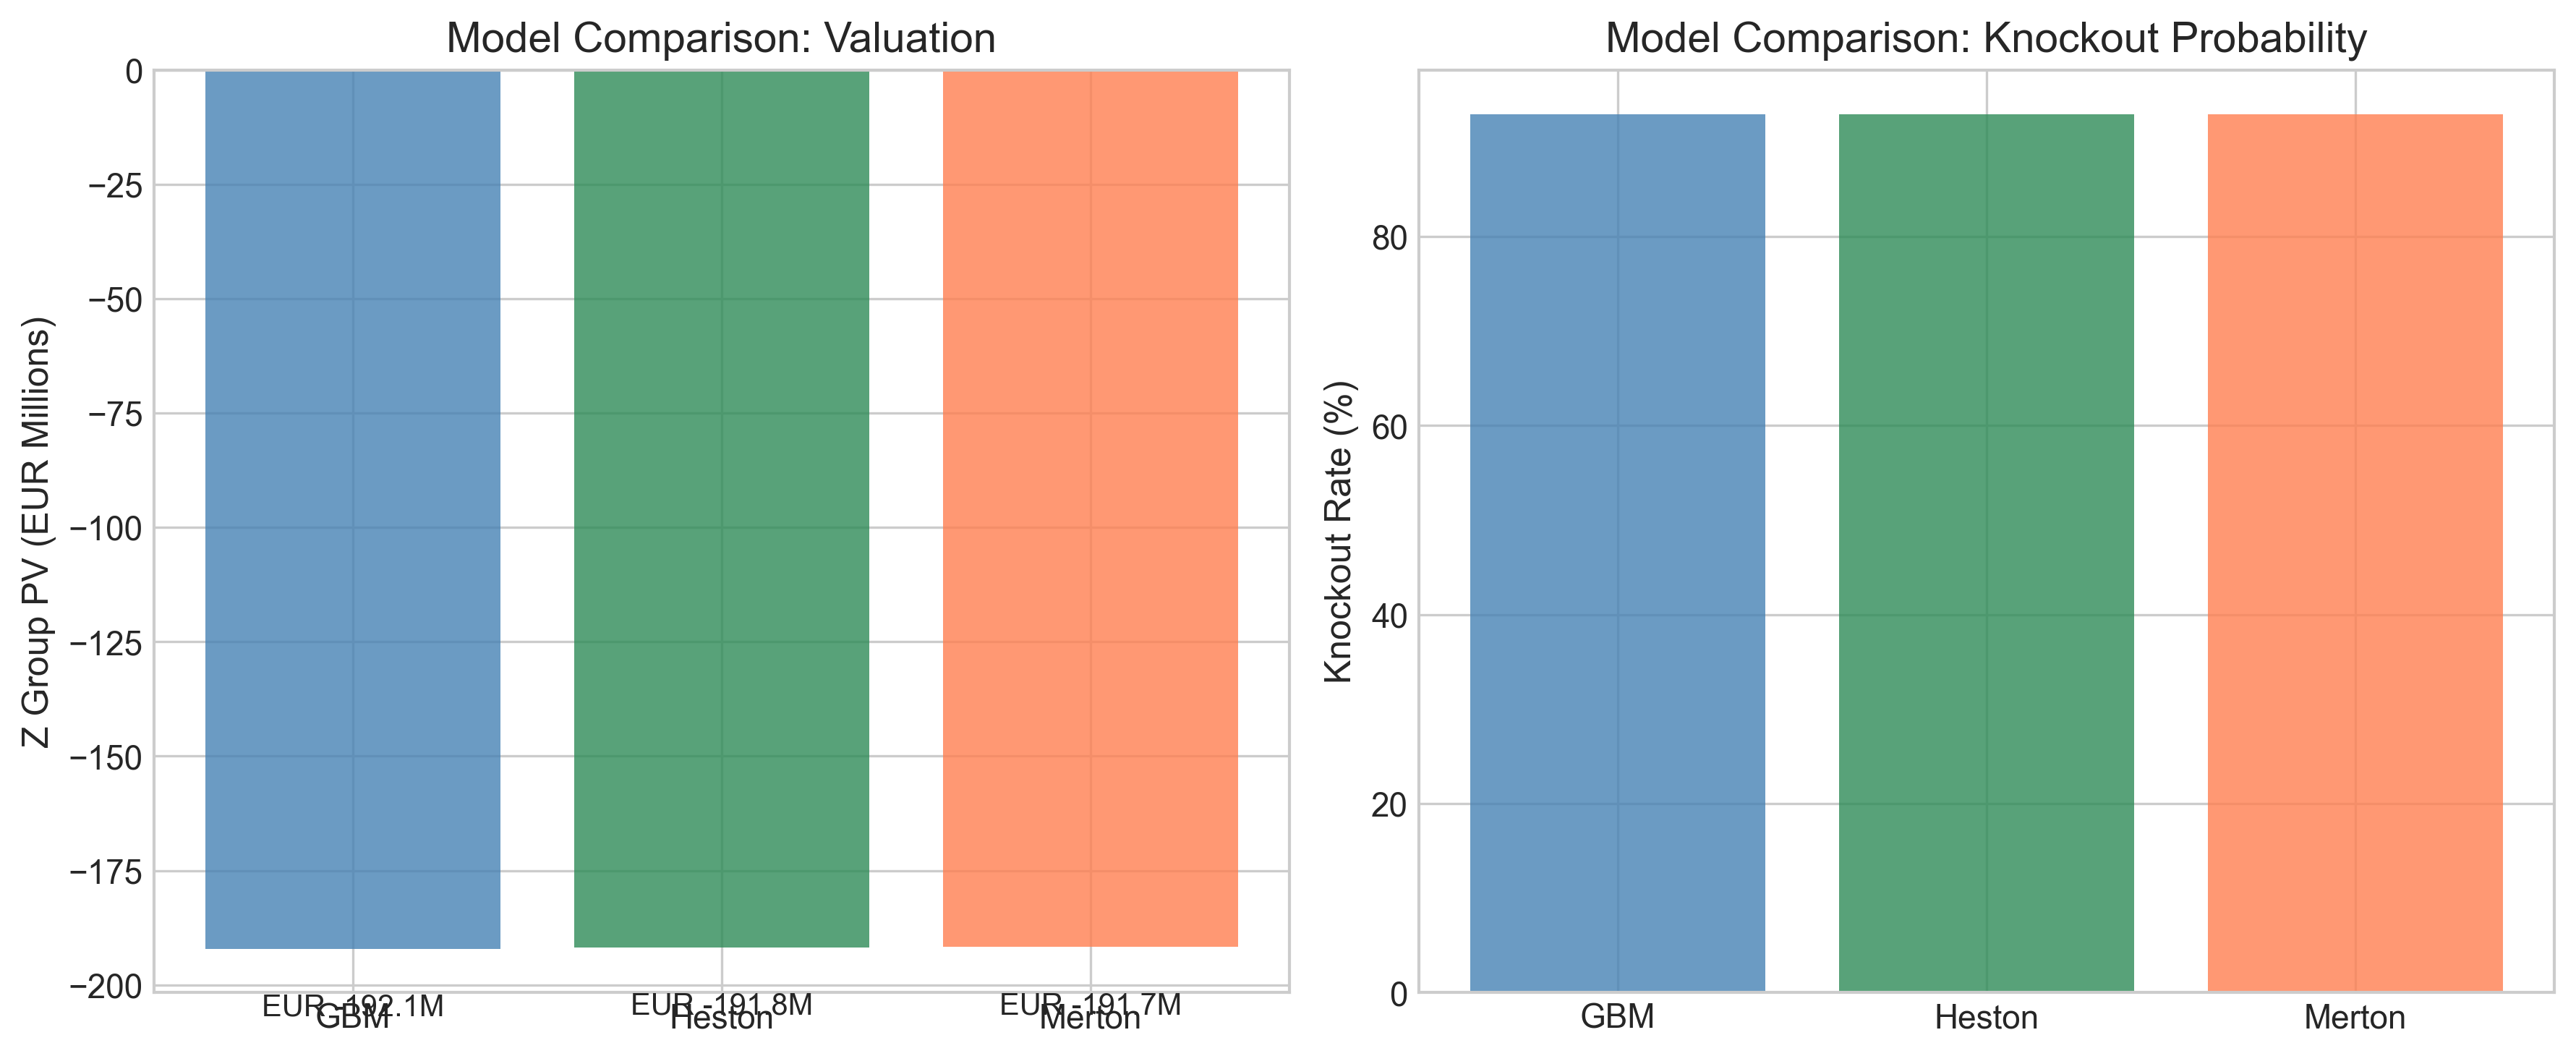 Model Comparison: Valuation
Z Group PV (EUR Millions)
0
−25
−50
−75
−100
−125
−150
−175
−200
EUR -192.1M
EUR -191.8M
EUR -191.7M
GBM
Heston
Merton
Model Comparison: Knockout Probability
Knockout Rate (%)
80
60
40
20
0
GBM
Heston
Merton